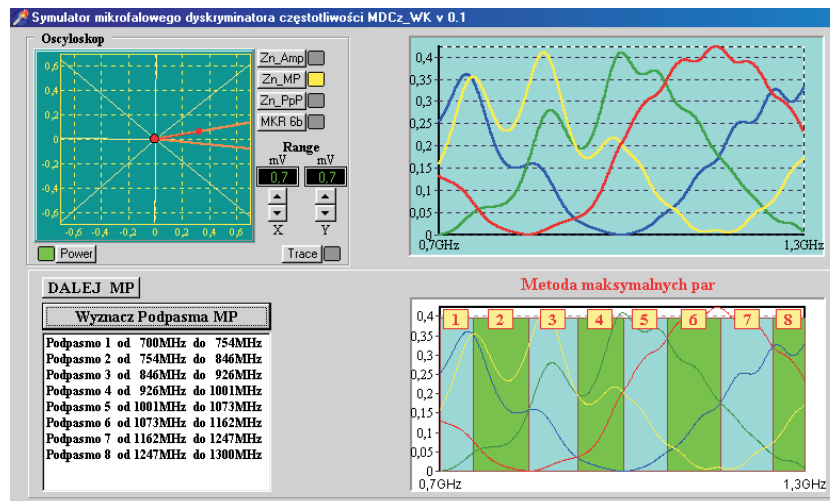 Symulator mikrofalowego dyskryminatora częstotliwości MDCz_WK v 0.1
Oscyloskop
0,6
0,4
0,2
0
-0,2
-0,4
-0,6
-0,6 -0,4 -0,2 0 0,2 0,4 0,6
Zn_Amp
Zn_MP
Zn_PpP
MKR 6b
Range
mV mV
0,7 0,7
X Y
Power
Trace
0,4
0,35
0,3
0,25
0,2
0,15
0,1
0,05
0
0,7GHz 1,3GHz
DALEJ MP
Wyznacz Podpasma MP
Podpasmo 1 od 700MHz do 754MHz
Podpasmo 2 od 754MHz do 846MHz
Podpasmo 3 od 846MHz do 926MHz
Podpasmo 4 od 926MHz do 1001MHz
Podpasmo 5 od 1001MHz do 1073MHz
Podpasmo 6 od 1073MHz do 1162MHz
Podpasmo 7 od 1162MHz do 1247MHz
Podpasmo 8 od 1247MHz do 1300MHz
Metoda maksymalnych par
1 2 3 4 5 6 7 8
0,4
0,35
0,3
0,25
0,2
0,15
0,1
0,05
0
0,7GHz 1,3GHz